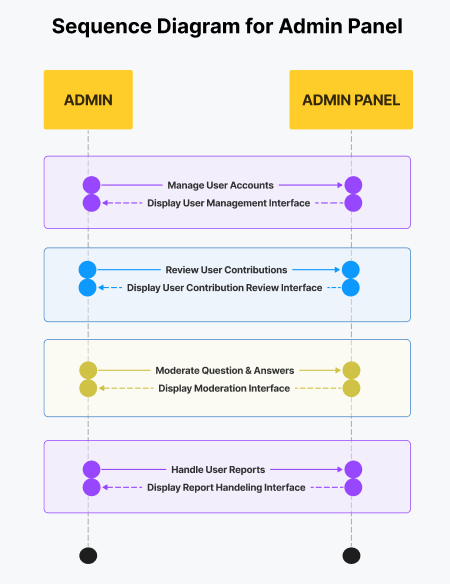 Sequence Diagram for Admin Panel
ADMIN
ADMIN PANEL
Manage User Accounts
Display User Management Interface
Review User Contributions
Display User Contribution Review Interface
Moderate Question & Answers
Display Moderation Interface
Handle User Reports
Display Report Handeling Interface